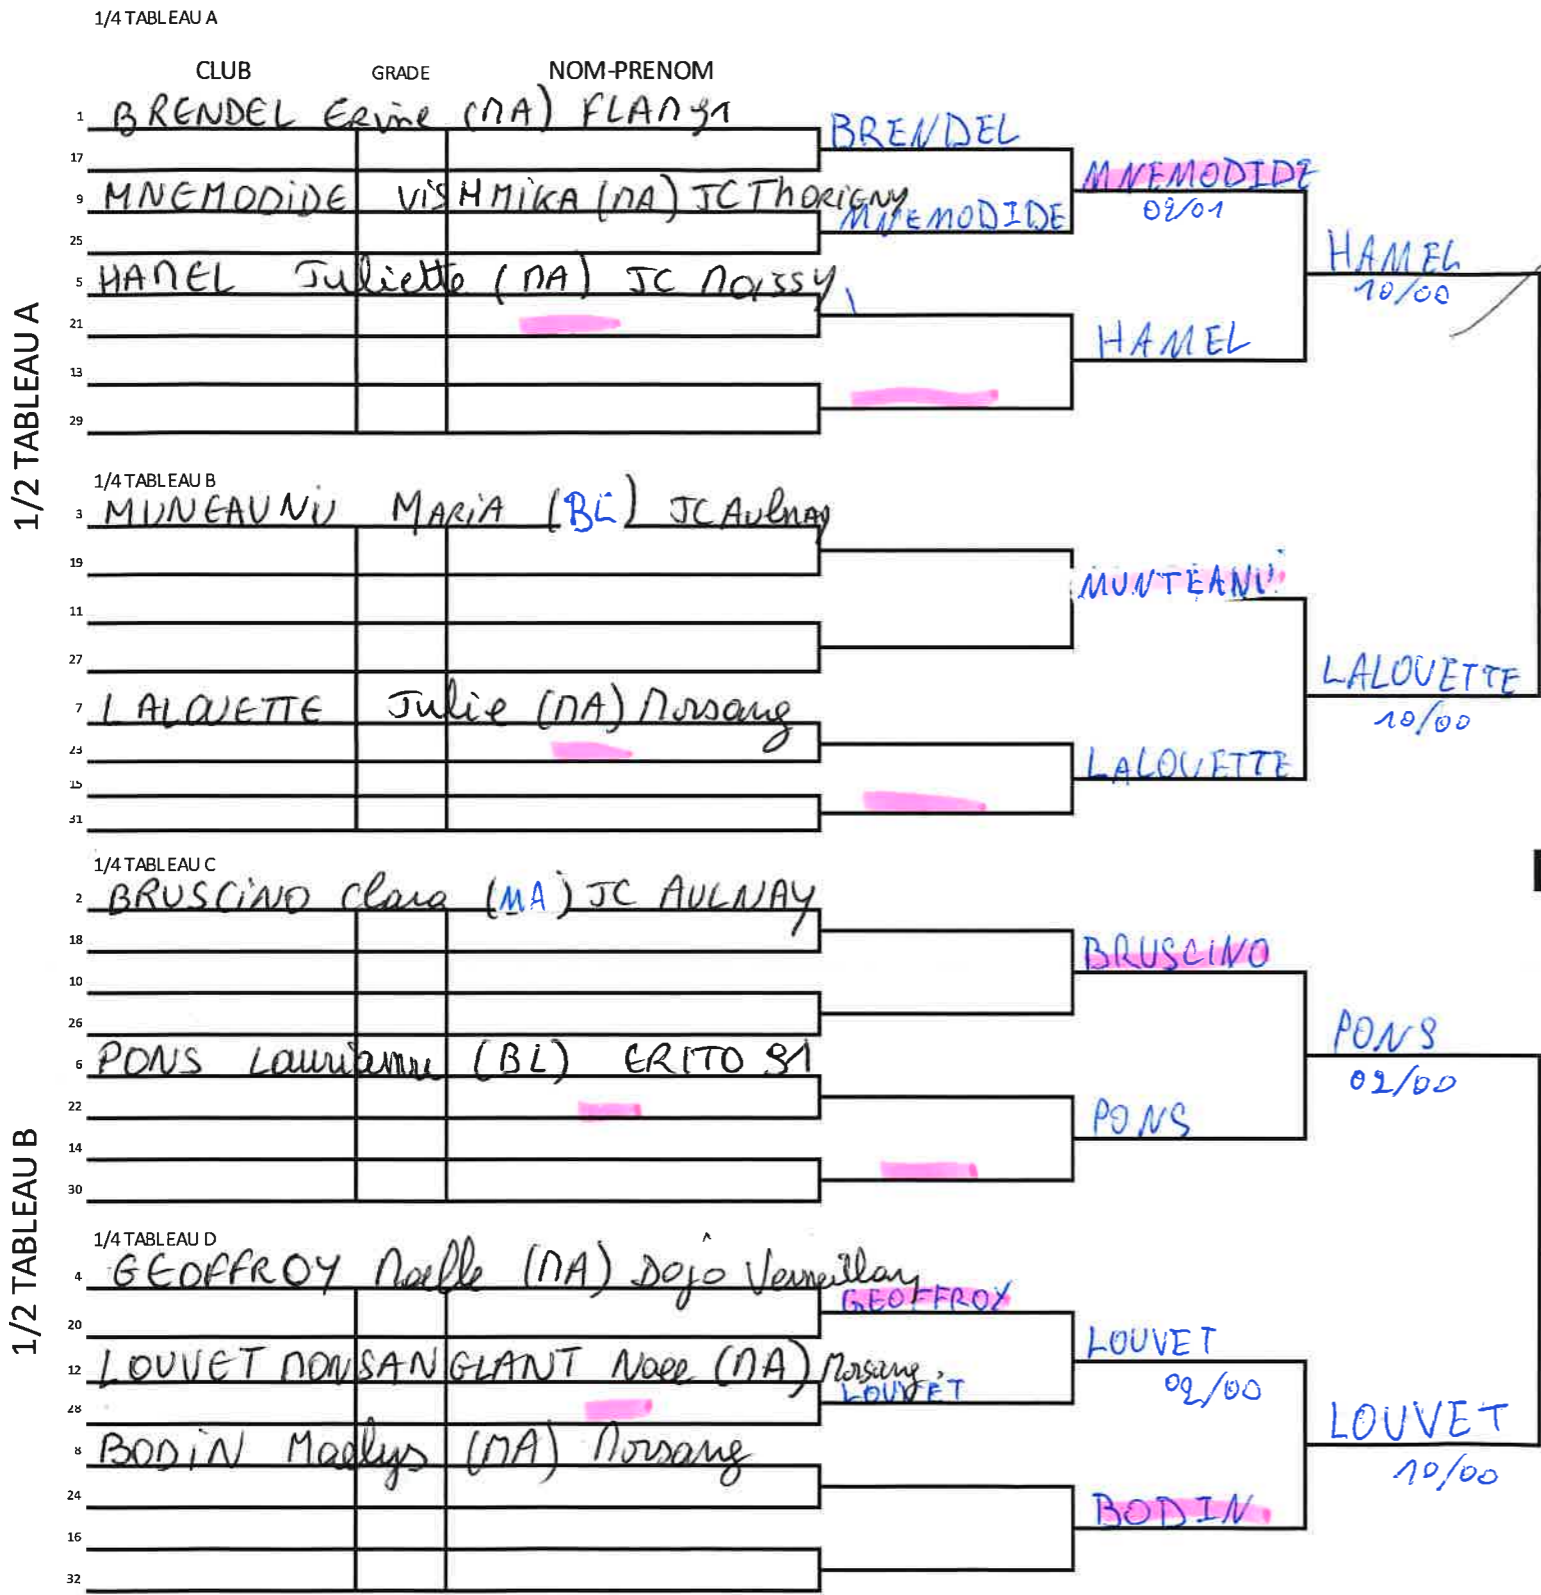 1/4 TABLEAU A
CLUB GRADE NOM-PRENOM
1 BRENDEL Erine (MA) FLAM 91
BRENDEL
17
MNEMODIDE
9 MNEMODIDE VISHMIKA (MA) JC Thorigny
02/01
MNEMODIDE
25
HAMEL
5 HAMEL Juliette (MA) JC Moissy
10/00
21
HAMEL
13
29
1/2 TABLEAU A
1/4 TABLEAU B
3 MUNEAUNU MARIA (BL) JC Aulnay
19
MUNTEANU
11
27
LALOUETTE
7 LALOUETTE Julie (MA) Morsang
10/00
23
LALOUETTE
15
31
1/4 TABLEAU C
2 BRUSCINO Clara (MA) JC AULNAY
18
BRUSCINO
10
26
PONS
6 PONS Laurianne (BL) ERITO 91
02/00
22
PONS
14
30
1/2 TABLEAU B
1/4 TABLEAU D
4 GEOFFROY Maelle (MA) Dojo
GEOFFROY
20
LOUVET
12 LOUVET MONSANGLANT Noee (MA) Morsang
02/00
LOUVET
28
LOUVET
8 BODIN Maelys (MA) Morsang
10/00
24
BODIN
16
32